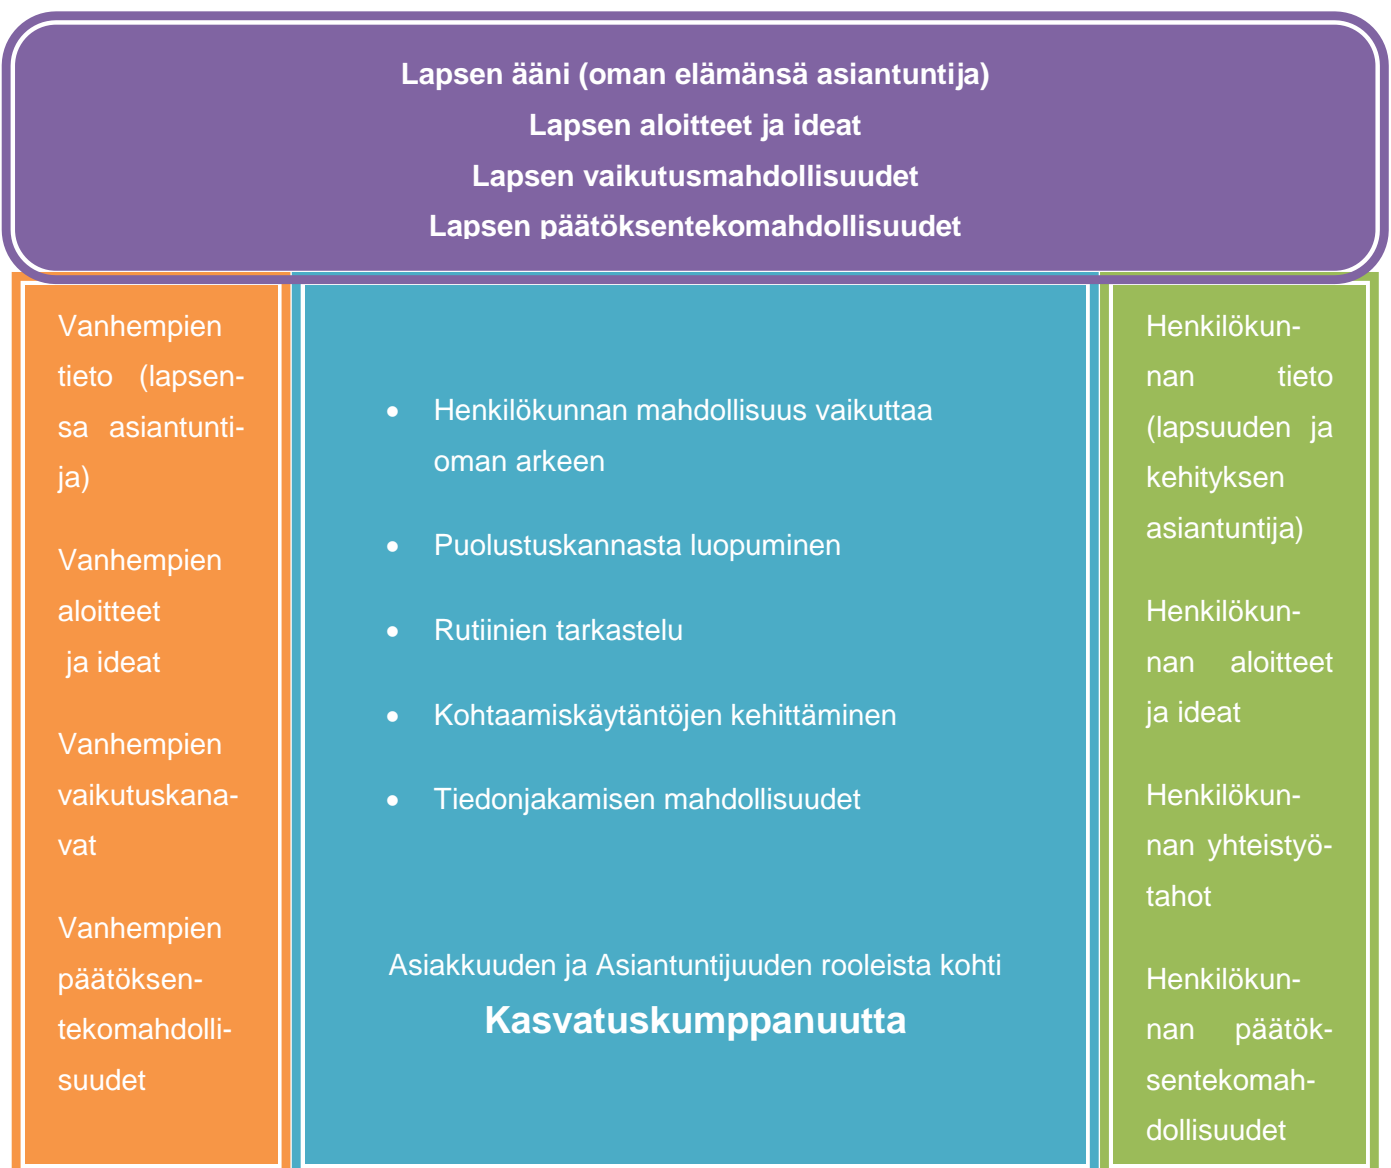 Lapsen ääni (oman elämänsä asiantuntija)
Lapsen aloitteet ja ideat
Lapsen vaikutusmahdollisuudet
Lapsen päätöksentekomahdollisuudet
Vanhempien
tieto (lapsen-
sa asiantunti-
ja)
Vanhempien
aloitteet
ja ideat
Vanhempien
vaikutuskana-
vat
Vanhempien
päätöksen-
tekomahdolli-
suudet
• Henkilökunnan mahdollisuus vaikuttaa
oman arkeen
• Puolustuskannasta luopuminen
• Rutiinien tarkastelu
• Kohtaamiskäytäntöjen kehittäminen
• Tiedonjakamisen mahdollisuudet
Asiakkuuden ja Asiantuntijuuden rooleista kohti
Kasvatuskumppanuutta
Henkilökun-
nan tieto
(lapsuuden ja
kehityksen
asiantuntija)
Henkilökun-
nan aloitteet
ja ideat
Henkilökun-
nan yhteistyö-
tahot
Henkilökun-
nan päätök-
sentekomah-
dollisuudet